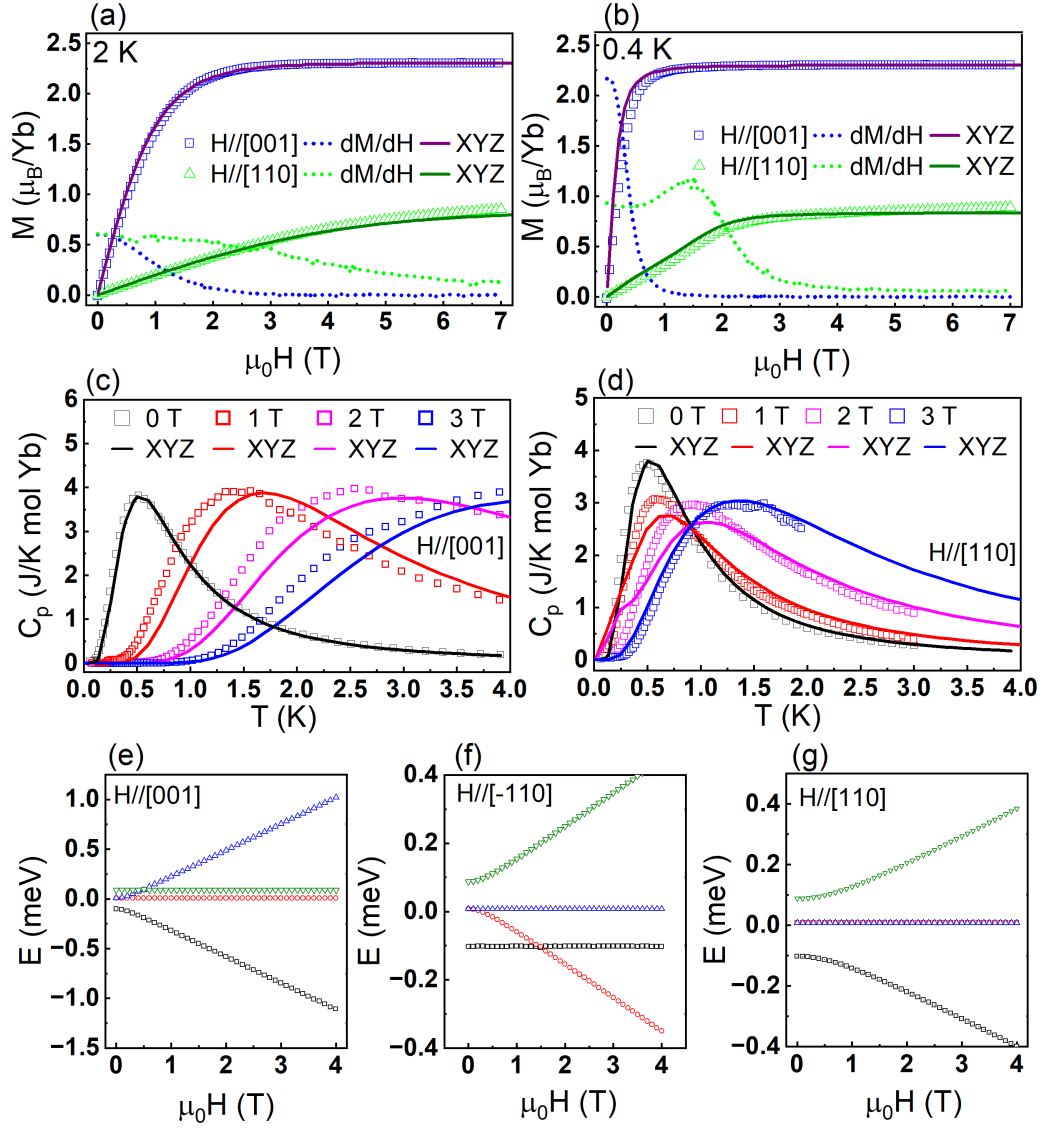 (a)
2 K
2.5
2.0
1.5
1.0
0.5
0.0
M (μB/Yb)
H//[001] dM/dH XYZ
H//[110] dM/dH XYZ
0 1 2 3 4 5 6 7
μ0H (T)
(b)
0.4 K
2.5
2.0
1.5
1.0
0.5
0.0
M (μB/Yb)
H//[001] dM/dH XYZ
H//[110] dM/dH XYZ
0 1 2 3 4 5 6 7
μ0H (T)
(c)
6
5
4
3
2
1
0
Cp (J/K mol Yb)
0 T 1 T 2 T 3 T
XYZ XYZ XYZ XYZ
H//[001]
0.0 0.5 1.0 1.5 2.0 2.5 3.0 3.5 4.0
T (K)
(d)
5
4
3
2
1
0
Cp (J/K mol Yb)
0 T 1 T 2 T 3 T
XYZ XYZ XYZ XYZ
H//[110]
0.0 0.5 1.0 1.5 2.0 2.5 3.0 3.5 4.0
T (K)
(e)
H//[001]
1.0
0.5
0.0
−0.5
−1.0
−1.5
E (meV)
0 1 2 3 4
μ0H (T)
(f)
H//[-110]
0.4
0.2
0.0
−0.2
−0.4
E (meV)
0 1 2 3 4
μ0H (T)
(g)
H//[110]
0.4
0.2
0.0
−0.2
−0.4
E (meV)
0 1 2 3 4
μ0H (T)